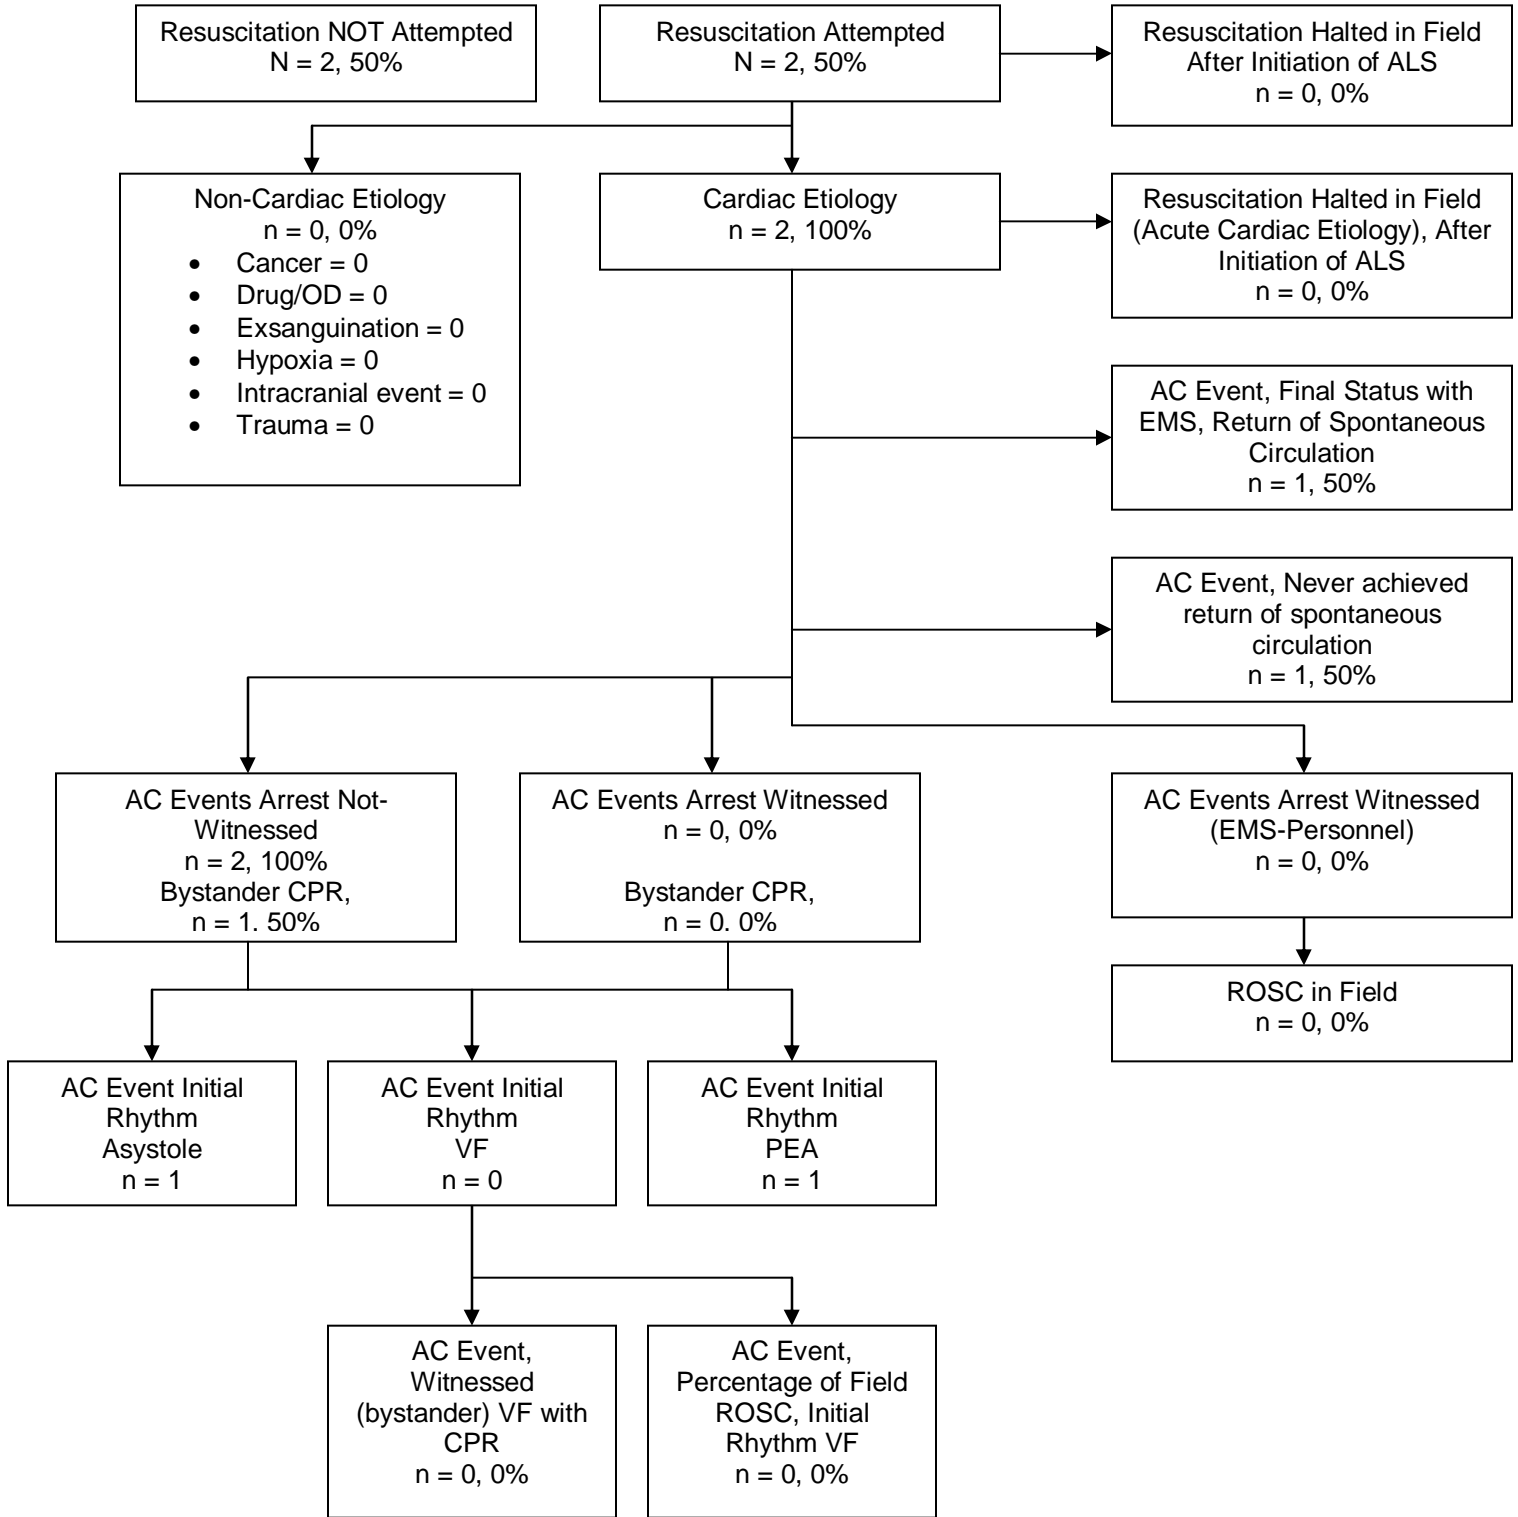 Resuscitation NOT Attempted
N = 2, 50%
Resuscitation Attempted
N = 2, 50%
Resuscitation Halted in Field
After Initiation of ALS
n = 0, 0%
Non-Cardiac Etiology
n = 0, 0%
• Cancer = 0
• Drug/OD = 0
• Exsanguination = 0
• Hypoxia = 0
• Intracranial event = 0
• Trauma = 0
Cardiac Etiology
n = 2, 100%
Resuscitation Halted in Field
(Acute Cardiac Etiology), After
Initiation of ALS
n = 0, 0%
AC Event, Final Status with
EMS, Return of Spontaneous
Circulation
n = 1, 50%
AC Event, Never achieved
return of spontaneous
circulation
n = 1, 50%
AC Events Arrest Not-
Witnessed
n = 2, 100%
Bystander CPR,
n = 1. 50%
AC Events Arrest Witnessed
n = 0, 0%
Bystander CPR,
n = 0. 0%
AC Events Arrest Witnessed
(EMS-Personnel)
n = 0, 0%
ROSC in Field
n = 0, 0%
AC Event Initial
Rhythm
Asystole
n = 1
AC Event Initial
Rhythm
VF
n = 0
AC Event Initial
Rhythm
PEA
n = 1
AC Event,
Witnessed
(bystander) VF with
CPR
n = 0, 0%
AC Event,
Percentage of Field
ROSC, Initial
Rhythm VF
n = 0, 0%